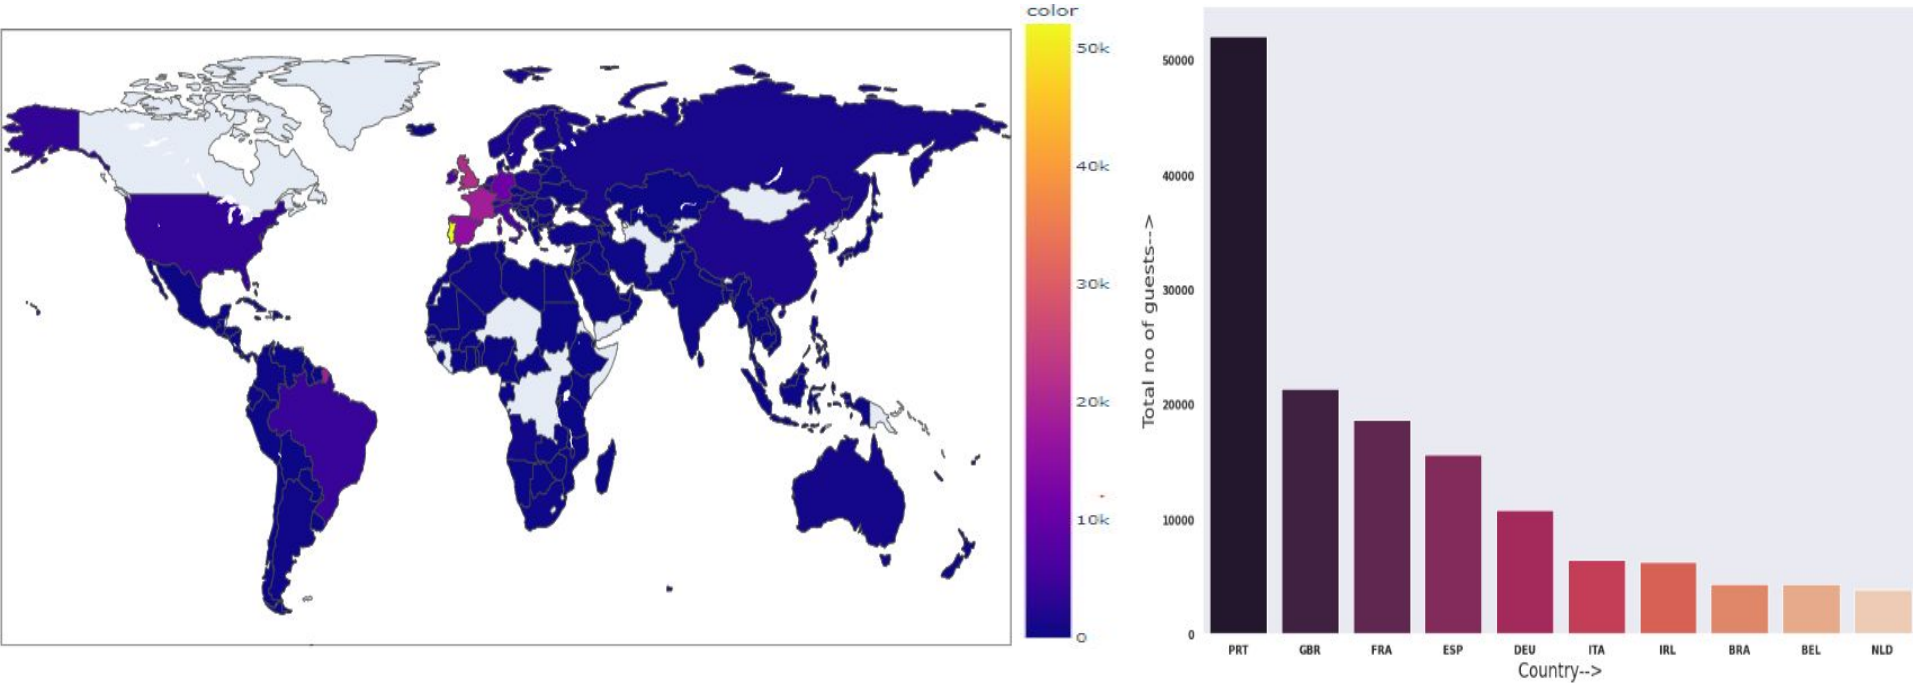 color
50k
40k
30k
20k
10k
0
Total no of guests-->
50000
40000
30000
20000
10000
0
PRT GBR FRA ESP DEU ITA IRL BRA BEL NLD
Country-->